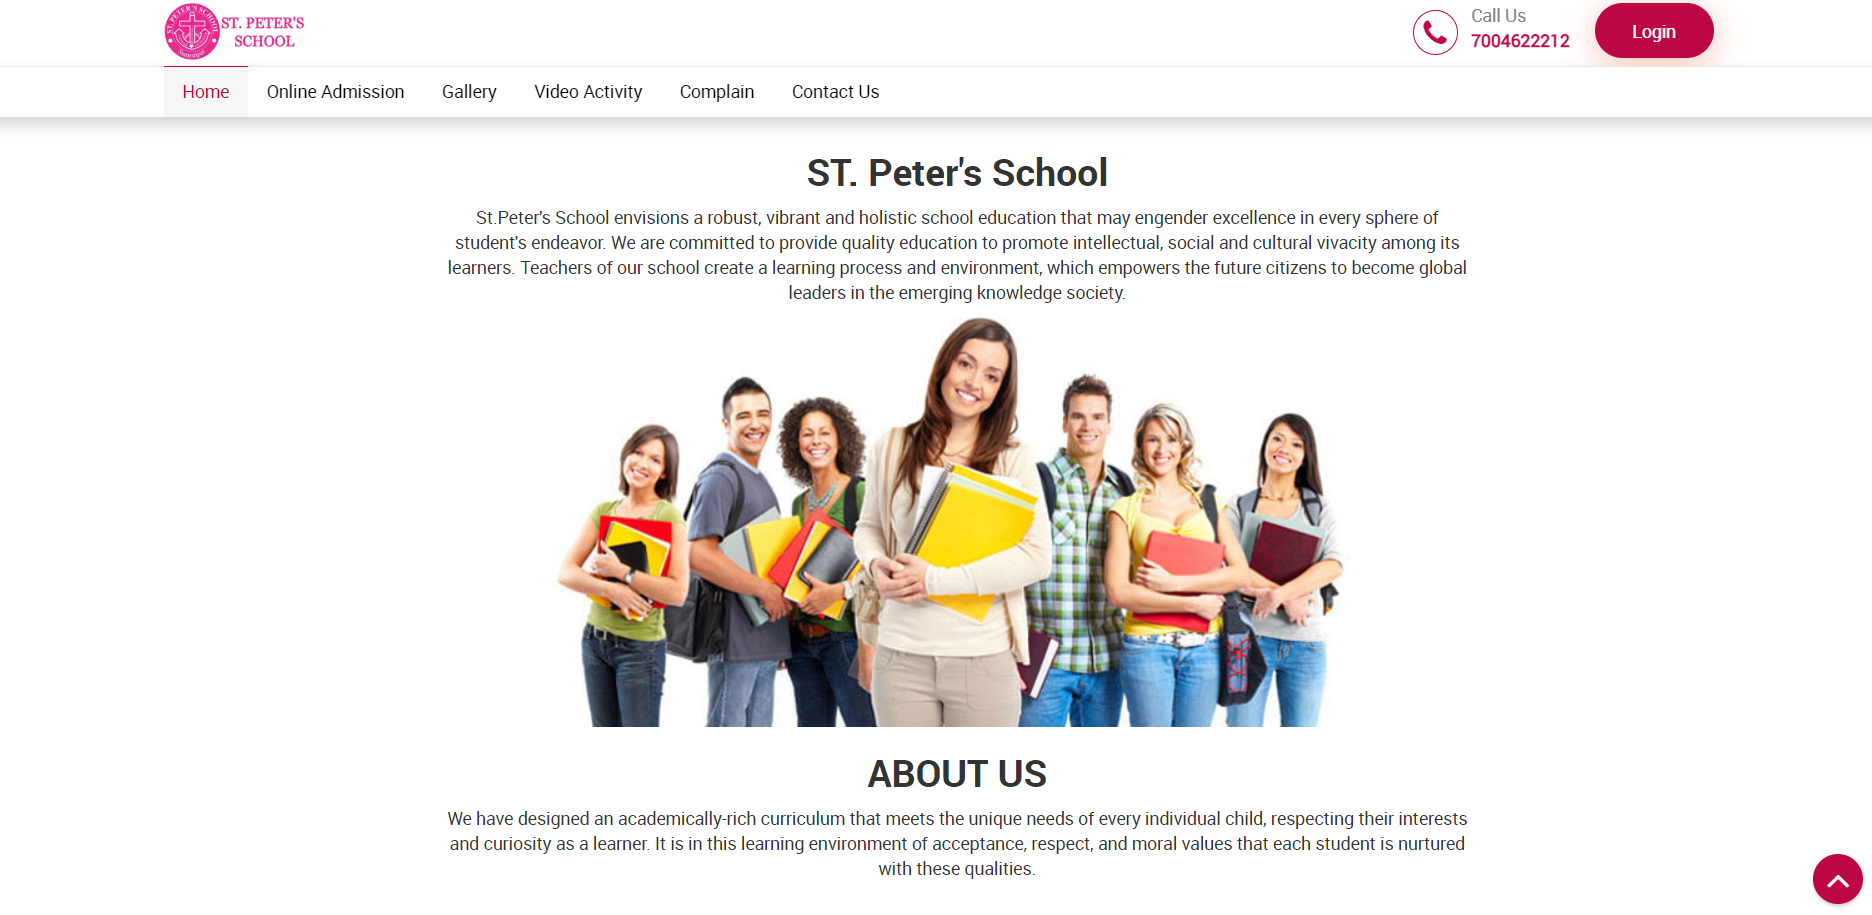 ST. PETER'S SCHOOL
ST. PETER'S
SCHOOL
Call Us
7004622212
Login
Home
Online Admission
Gallery
Video Activity
Complain
Contact Us
ST. Peter's School
St.Peter's School envisions a robust, vibrant and holistic school education that may engender excellence in every sphere of
student's endeavor. We are committed to provide quality education to promote intellectual, social and cultural vivacity among its
learners. Teachers of our school create a learning process and environment, which empowers the future citizens to become global
leaders in the emerging knowledge society.
ABOUT US
We have designed an academically-rich curriculum that meets the unique needs of every individual child, respecting their interests
and curiosity as a learner. It is in this learning environment of acceptance, respect, and moral values that each student is nurtured
with these qualities.